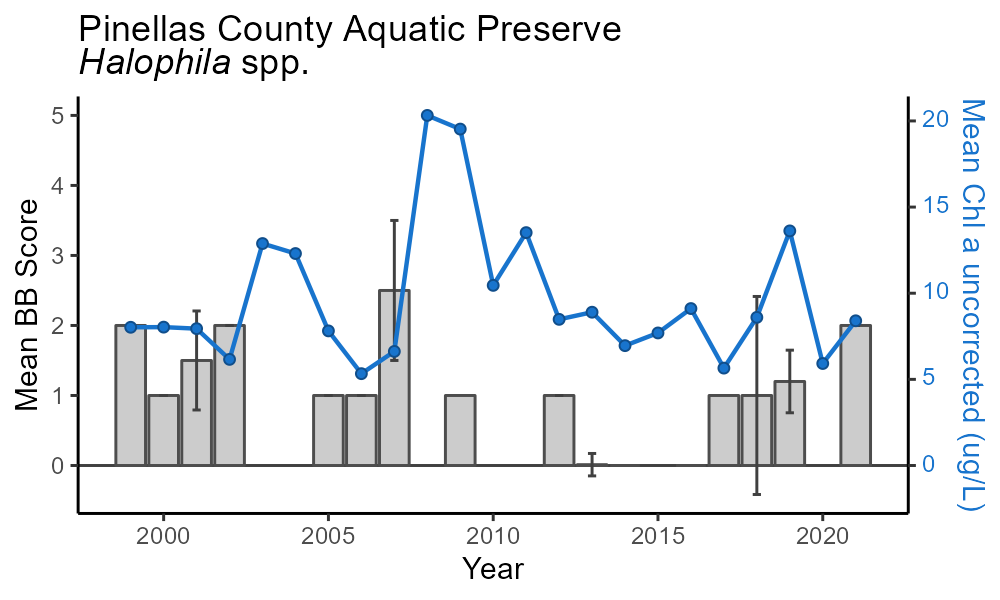 Pinellas County Aquatic Preserve
Halophila spp.
Mean BB Score
5
4
3
2
1
0
20
15
10
5
0
Mean Chl a uncorrected (ug/L)
2000 2005 2010 2015 2020
Year